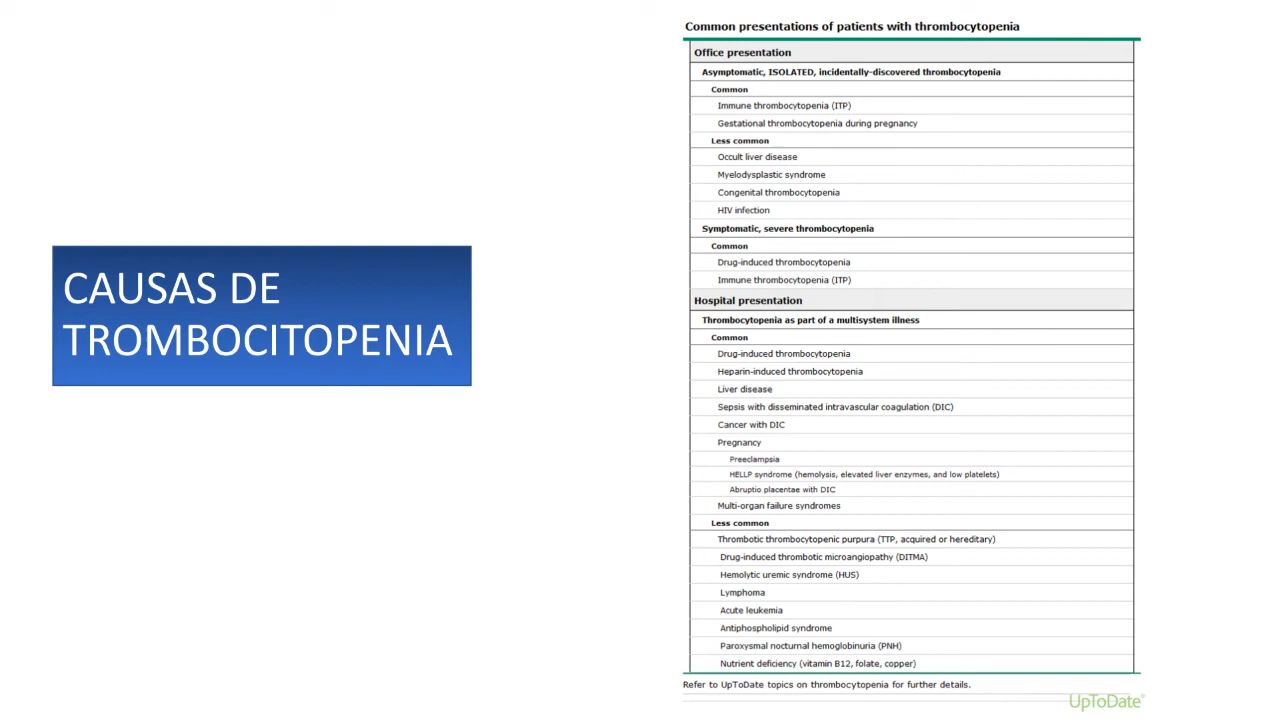 CAUSAS DE
TROMBOCITOPENIA
Common presentations of patients with thrombocytopenia
Office presentation
Asymptomatic, ISOLATED, incidentally-discovered thrombocytopenia
Common
Immune thrombocytopenia (ITP)
Gestational thrombocytopenia during pregnancy
Less common
Occult liver disease
Myelodysplastic syndrome
Congenital thrombocytopenia
HIV infection
Symptomatic, severe thrombocytopenia
Common
Drug-induced thrombocytopenia
Immune thrombocytopenia (ITP)
Hospital presentation
Thrombocytopenia as part of a multisystem illness
Common
Drug-induced thrombocytopenia
Heparin-induced thrombocytopenia
Liver disease
Sepsis with disseminated intravascular coagulation (DIC)
Cancer with DIC
Pregnancy
Preeclampsia
HELLP syndrome (hemolysis, elevated liver enzymes, and low platelets)
Abruptio placentae with DIC
Multi-organ failure syndromes
Less common
Thrombotic thrombocytopenic purpura (TTP, acquired or hereditary)
Drug-induced thrombotic microangiopathy (DITMA)
Hemolytic uremic syndrome (HUS)
Lymphoma
Acute leukemia
Antiphospholipid syndrome
Paroxysmal nocturnal hemoglobinuria (PNH)
Nutrient deficiency (vitamin B12, folate, copper)
Refer to UpToDate topics on thrombocytopenia for further details.
UpToDate®